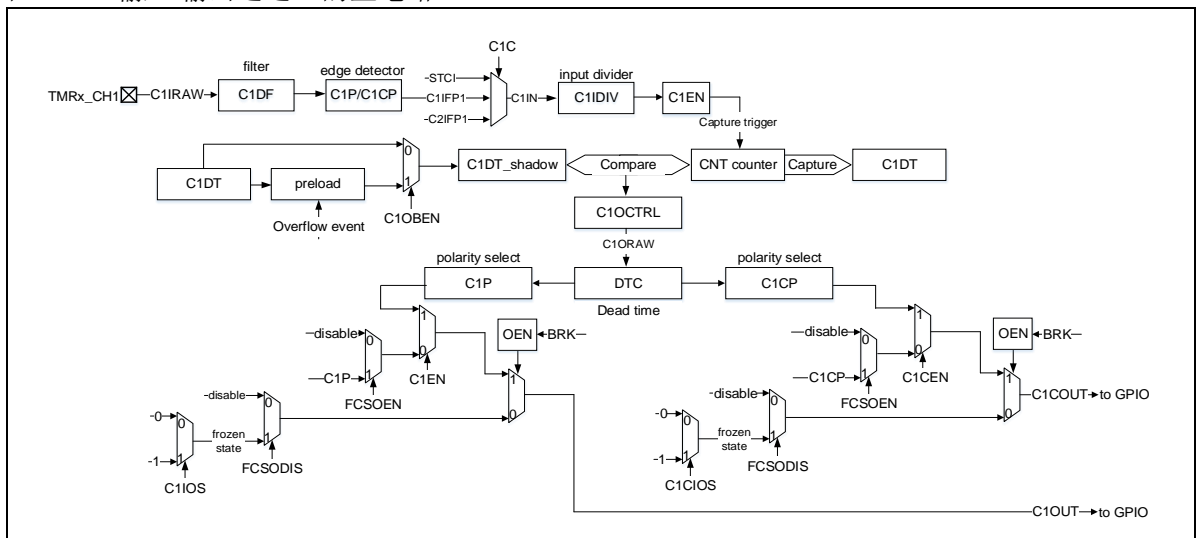 C1C
filter
edge detector
input divider
-STCI
TMRx_CH1
C1IRAW
C1DF
C1P/C1CP
C1IFP1
C1IN
C1IDIV
C1EN
-C2IFP1
Capture trigger
0
C1DT
preload
1
C1DT_shadow
Compare
CNT counter
Capture
C1DT
C1OBEN
Overflow event
C1OCTRL
C1ORAW
polarity select
polarity select
C1P
DTC
C1CP
Dead time
1
1
-disable
0
OEN
BRK
-disable
0
OEN
BRK
0
0
C1P
1
C1EN
1
C1CP
1
C1CEN
1
FCSOEN
FCSOEN
-disable
0
-disable
0
C1COUT
to GPIO
-0
0
0
-0
0
0
frozen state
1
frozen state
1
-1
1
FCSODIS
-1
1
FCSODIS
C1IOS
C1CIOS
C1OUT
to GPIO